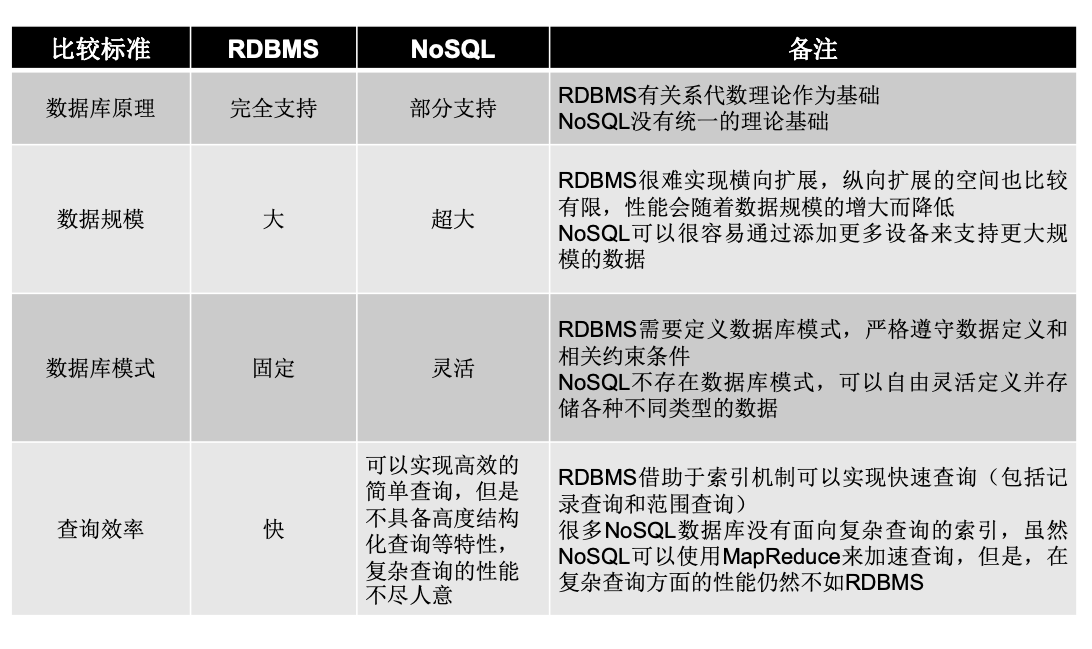 比较标准 RDBMS NoSQL 备注
数据库原理 完全支持 部分支持
RDBMS有关系代数理论作为基础
NoSQL没有统一的理论基础
数据规模 大 超大
RDBMS很难实现横向扩展，纵向扩展的空间也比较
有限，性能会随着数据规模的增大而降低
NoSQL可以很容易通过添加更多设备来支持更大规
模的数据
数据库模式 固定 灵活
RDBMS需要定义数据库模式，严格遵守数据定义和
相关约束条件
NoSQL不存在数据库模式，可以自由灵活定义并存
储各种不同类型的数据
查询效率 快
可以实现高效的
简单查询，但是
不具备高度结构
化查询等特性，
复杂查询的性能
不尽人意
RDBMS借助于索引机制可以实现快速查询（包括记
录查询和范围查询）
很多NoSQL数据库没有面向复杂查询的索引，虽然
NoSQL可以使用MapReduce来加速查询，但是，在
复杂查询方面的性能仍然不如RDBMS